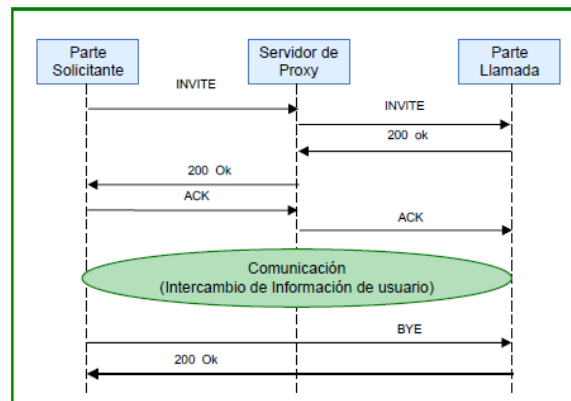 Parte
Solicitante
Servidor de
Proxy
Parte
Llamada
INVITE
INVITE
200 ok
200 Ok
ACK
ACK
Comunicación
(Intercambio de Información de usuario)
BYE
200 Ok